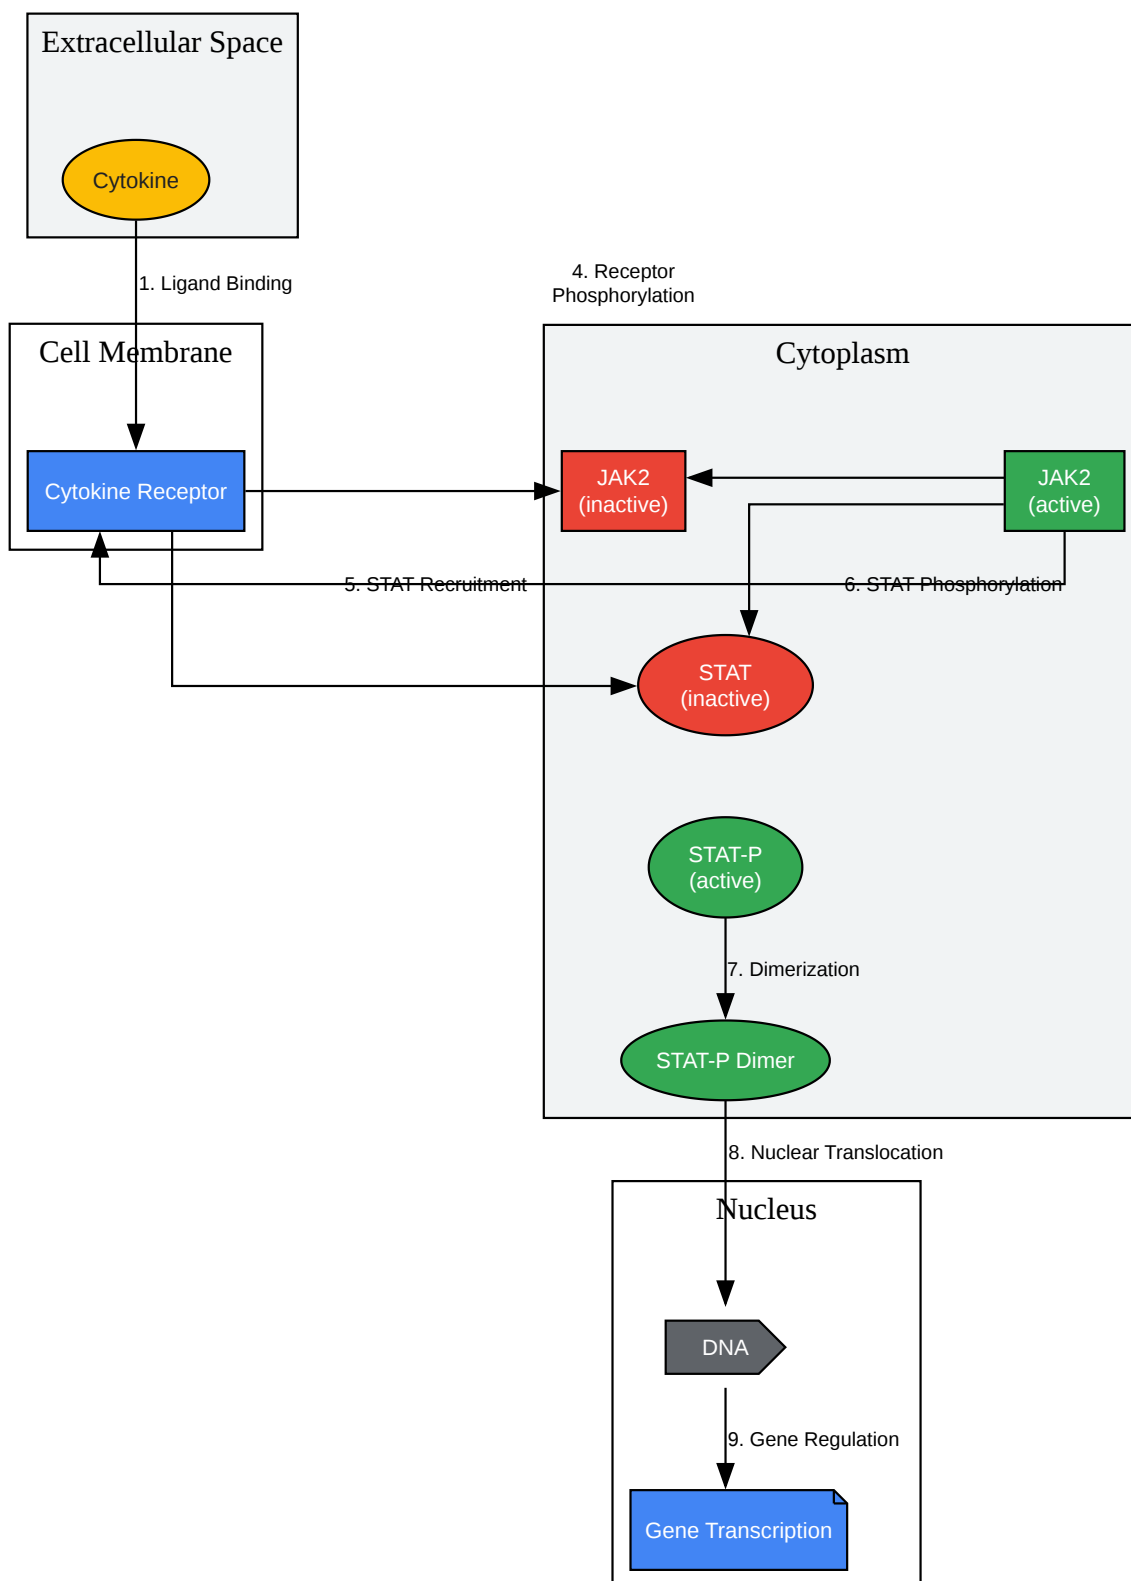 Extracellular Space
Cytokine
1. Ligand Binding
4. Receptor
Phosphorylation
Cell Membrane
Cytoplasm
Cytokine Receptor
JAK2
(inactive)
JAK2
(active)
5. STAT Recruitment
6. STAT Phosphorylation
STAT
(inactive)
STAT-P
(active)
7. Dimerization
STAT-P Dimer
8. Nuclear Translocation
Nucleus
DNA
9. Gene Regulation
Gene Transcription